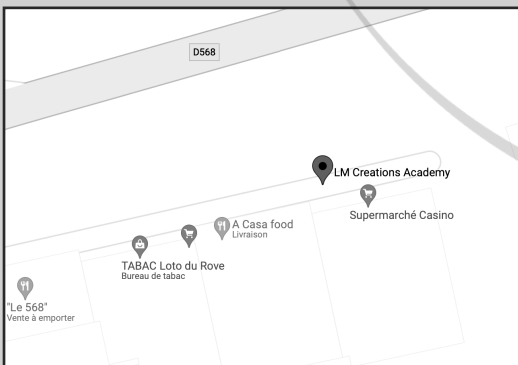 D568
LM Creations Academy
Supermarché Casino
A Casa food
Livraison
TABAC Loto du Rove
Bureau de tabac
"Le 568"
Vente à emporter